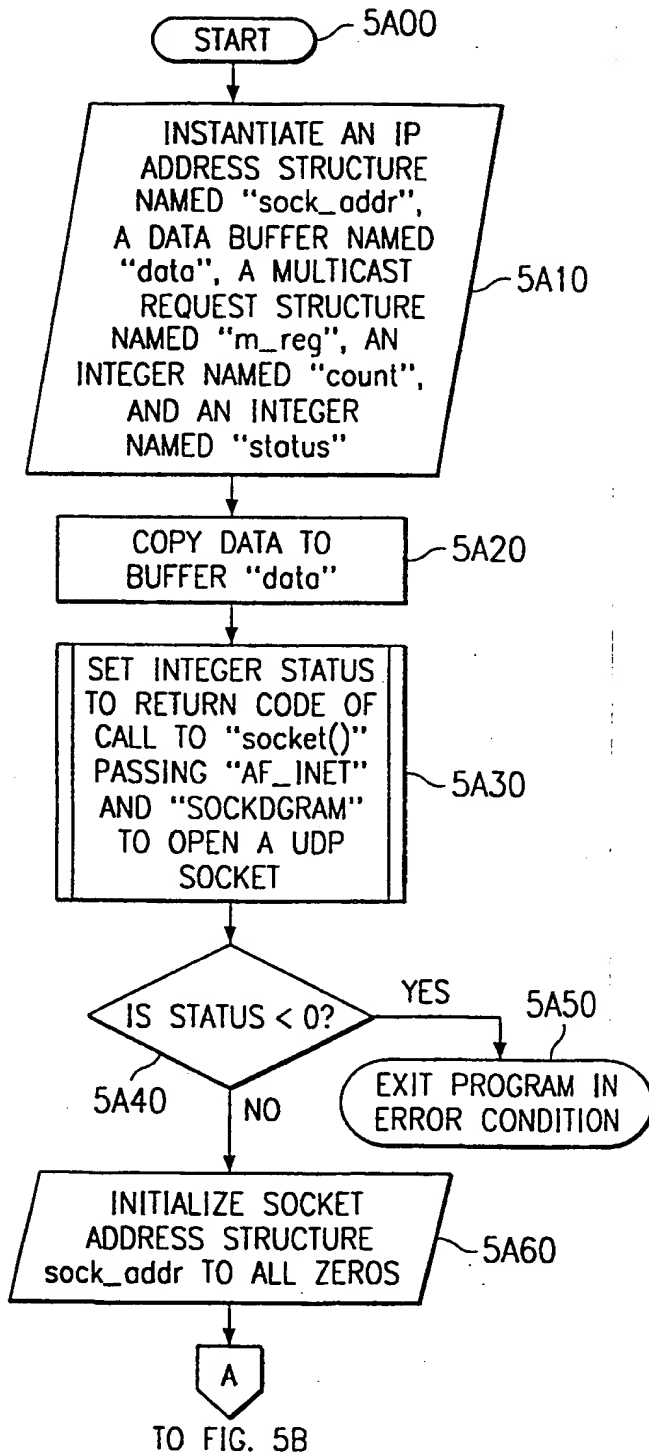 START
5A00
INSTANTIATE AN IP
ADDRESS STRUCTURE
NAMED "sock_addr",
A DATA BUFFER NAMED
"data", A MULTICAST
REQUEST STRUCTURE
NAMED "m_reg", AN
INTEGER NAMED "count",
AND AN INTEGER
NAMED "status"
5A10
COPY DATA TO
BUFFER "data"
5A20
SET INTEGER STATUS
TO RETURN CODE OF
CALL TO "socket()"
PASSING "AF_INET"
AND "SOCKDGRAM"
TO OPEN A UDP
SOCKET
5A30
IS STATUS < 0?
YES
5A40
NO
5A50
EXIT PROGRAM IN
ERROR CONDITION
INITIALIZE SOCKET
ADDRESS STRUCTURE
sock_addr TO ALL ZEROS
5A60
A
TO FIG. 5B